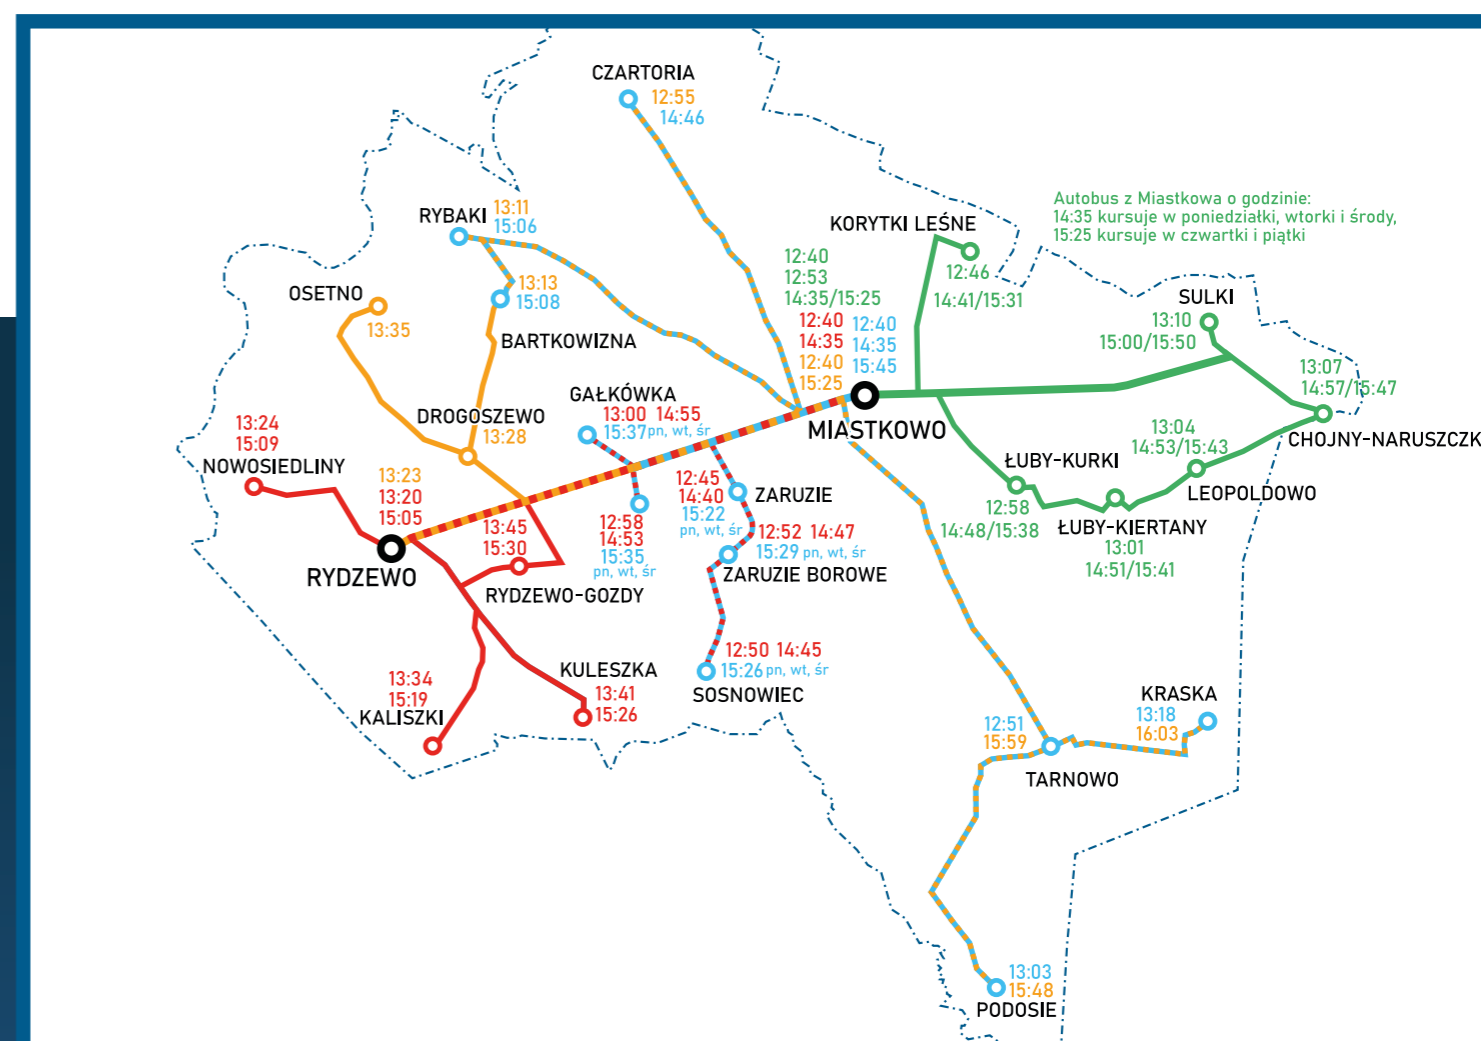 CZARTORIA
12:55
14:46
Autobus z Miastkowa o godzinie:
14:35 kursuje w poniedziałki, wtorki i środy,
15:25 kursuje w czwartki i piątki
RYBAKI
13:11
15:06
KORYTKI LEŚNE
12:46
14:41/15:31
12:40
12:53
14:35/15:25
12:40
14:35
12:40
15:25
12:40
14:35
15:45
MIASTKOWO
OSETNO
13:35
13:13
15:08
BARTKOWIZNA
SULKI
13:10
15:00/15:50
13:07
14:57/15:47
CHOJNY-NARUSZCZK
GAŁKÓWKA
13:00 14:55
15:37 pn, wt, śr
DROGOSZEWO
13:28
13:24
15:09
NOWOSIEDLINY
13:23
13:20
15:05
RYDZEWO
13:04
14:53/15:43
LEOPOLDOWO
ŁUBY-KURKI
12:58
14:48/15:38
ŁUBY-KIERTANY
13:01
14:51/15:41
12:45
14:40
15:22
pn, wt, śr
ZARUZIE
12:58
14:53
15:35
pn, wt, śr
12:52 14:47
15:29 pn, wt, śr
ZARUZIE BOROWE
13:45
15:30
RYDZEWO-GOZDY
12:50 14:45
15:26 pn, wt, śr
SOSNOWIEC
KULESZKA
13:41
15:26
13:34
15:19
KALISZKI
KRASKA
13:18
16:03
12:51
15:59
TARNOWO
13:03
15:48
PODOSIE